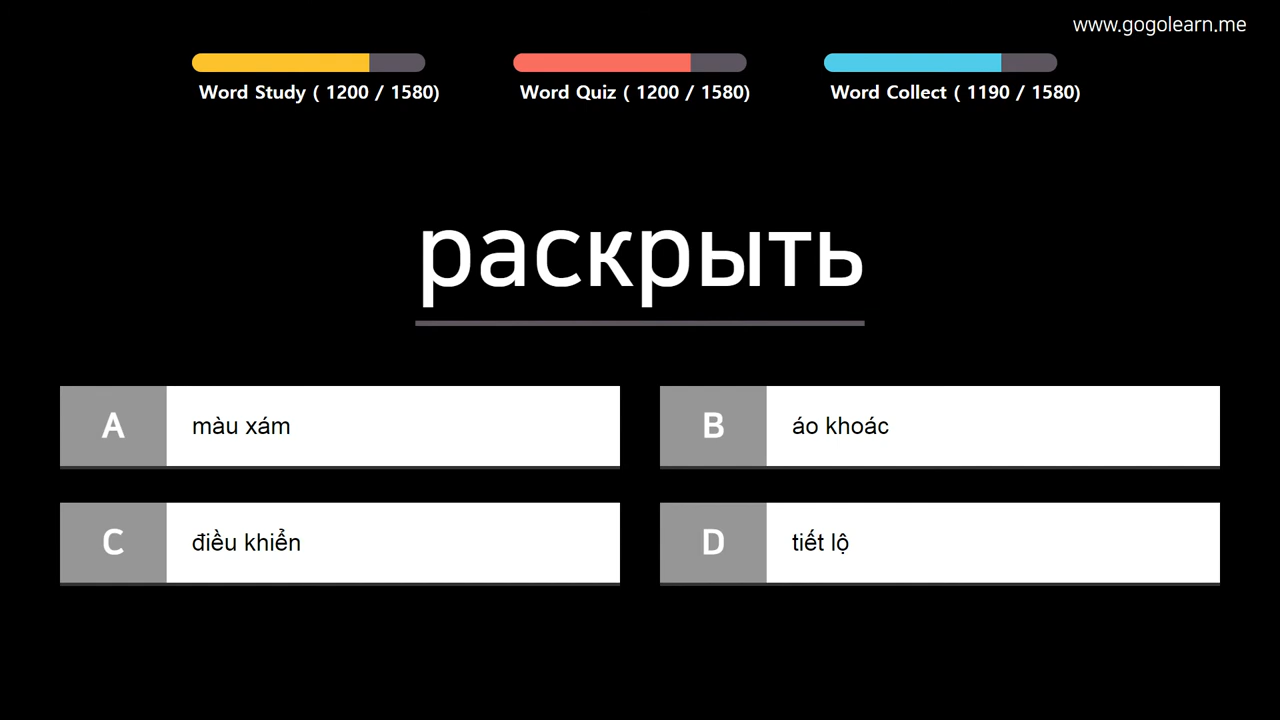 www.gogolearn.me
Word Study ( 1200 / 1580)
Word Quiz ( 1200 / 1580)
Word Collect ( 1190 / 1580)
раскрыть
A màu xám
B áo khoác
C điều khiển
D tiết lộ